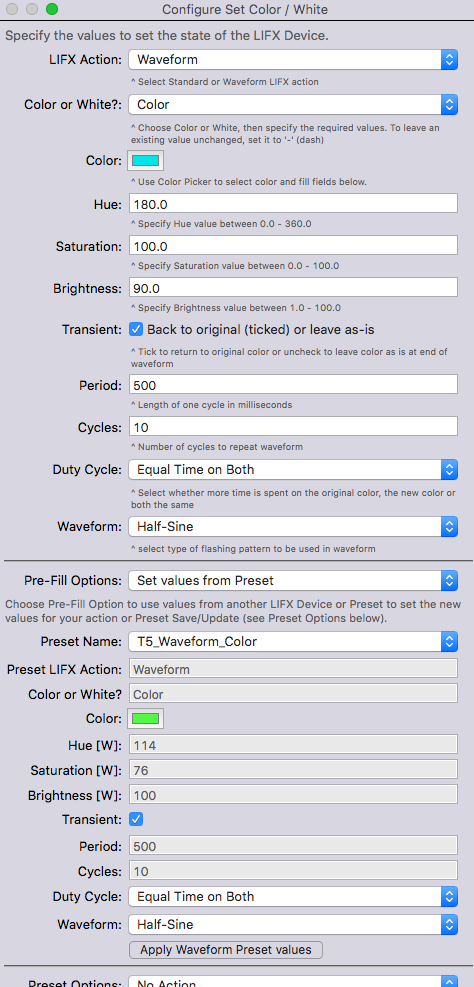 Configure Set Color / White
Specify the values to set the state of the LIFX Device.
LIFX Action: Waveform
^ Select Standard or Waveform LIFX action
Color or White?: Color
^ Choose Color or White, then specify the required values. To leave an
existing value unchanged, set it to '-' (dash)
Color:
^ Use Color Picker to select color and fill fields below.
Hue: 180.0
^ Specify Hue value between 0.0 - 360.0
Saturation: 100.0
^ Specify Saturation value between 0.0 - 100.0
Brightness: 90.0
^ Specify Brightness value between 1.0 - 100.0
Transient: Back to original (ticked) or leave as-is
^ Tick to return to original color or uncheck to leave color as is at end of
waveform
Period: 500
^ Length of one cycle in milliseconds
Cycles: 10
^ Number of cycles to repeat waveform
Duty Cycle: Equal Time on Both
^ Select whether more time is spent on the original color, the new color or
both the same
Waveform: Half-Sine
^ select type of flashing pattern to be used in waveform
Pre-Fill Options: Set values from Preset
Choose Pre-Fill Option to use values from another LIFX Device or Preset to set the new
values for your action or Preset Save/Update (see Preset Options below).
Preset Name: T5_Waveform_Color
Preset LIFX Action: Waveform
Color or White? Color
Color:
Hue [W]: 114
Saturation [W]: 76
Brightness [W]: 100
Transient:
Period: 500
Cycles: 10
Duty Cycle: Equal Time on Both
Waveform: Half-Sine
Apply Waveform Preset values
Preset Options: No Action